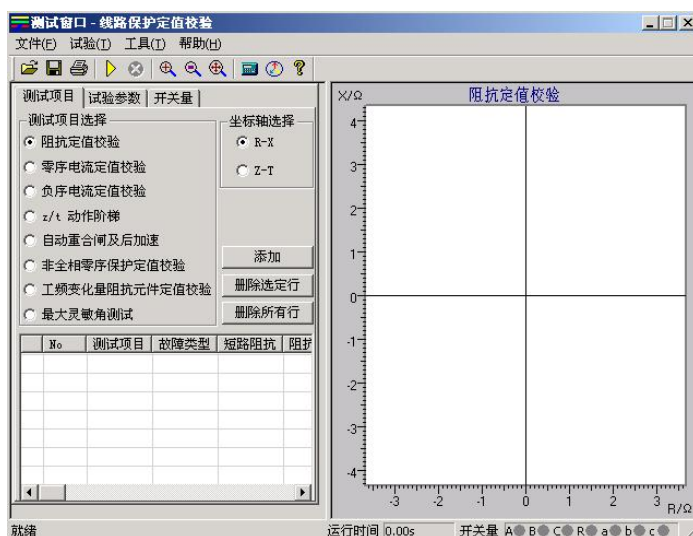 测试窗口 - 线路保护定值校验
文件(F) 试验(T) 工具(T) 帮助(H)
测试项目 试验参数 开关量
测试项目选择
阻抗定值校验
零序电流定值校验
负序电流定值校验
z/t 动作阶梯
自动重合闸及后加速
非全相零序保护定值校验
工频变化量阻抗元件定值校验
最大灵敏角测试
坐标轴选择
R-X
Z-T
添加
删除选定行
删除所有行
No 测试项目 故障类型 短路阻抗
X/Ω 阻抗定值校验
4
3
2
1
0
-1
-2
-3
-4
-3 -2 -1 0 1 2 3 R/Ω
就绪 运行时间 0.00s 开关量 A B C R a b c